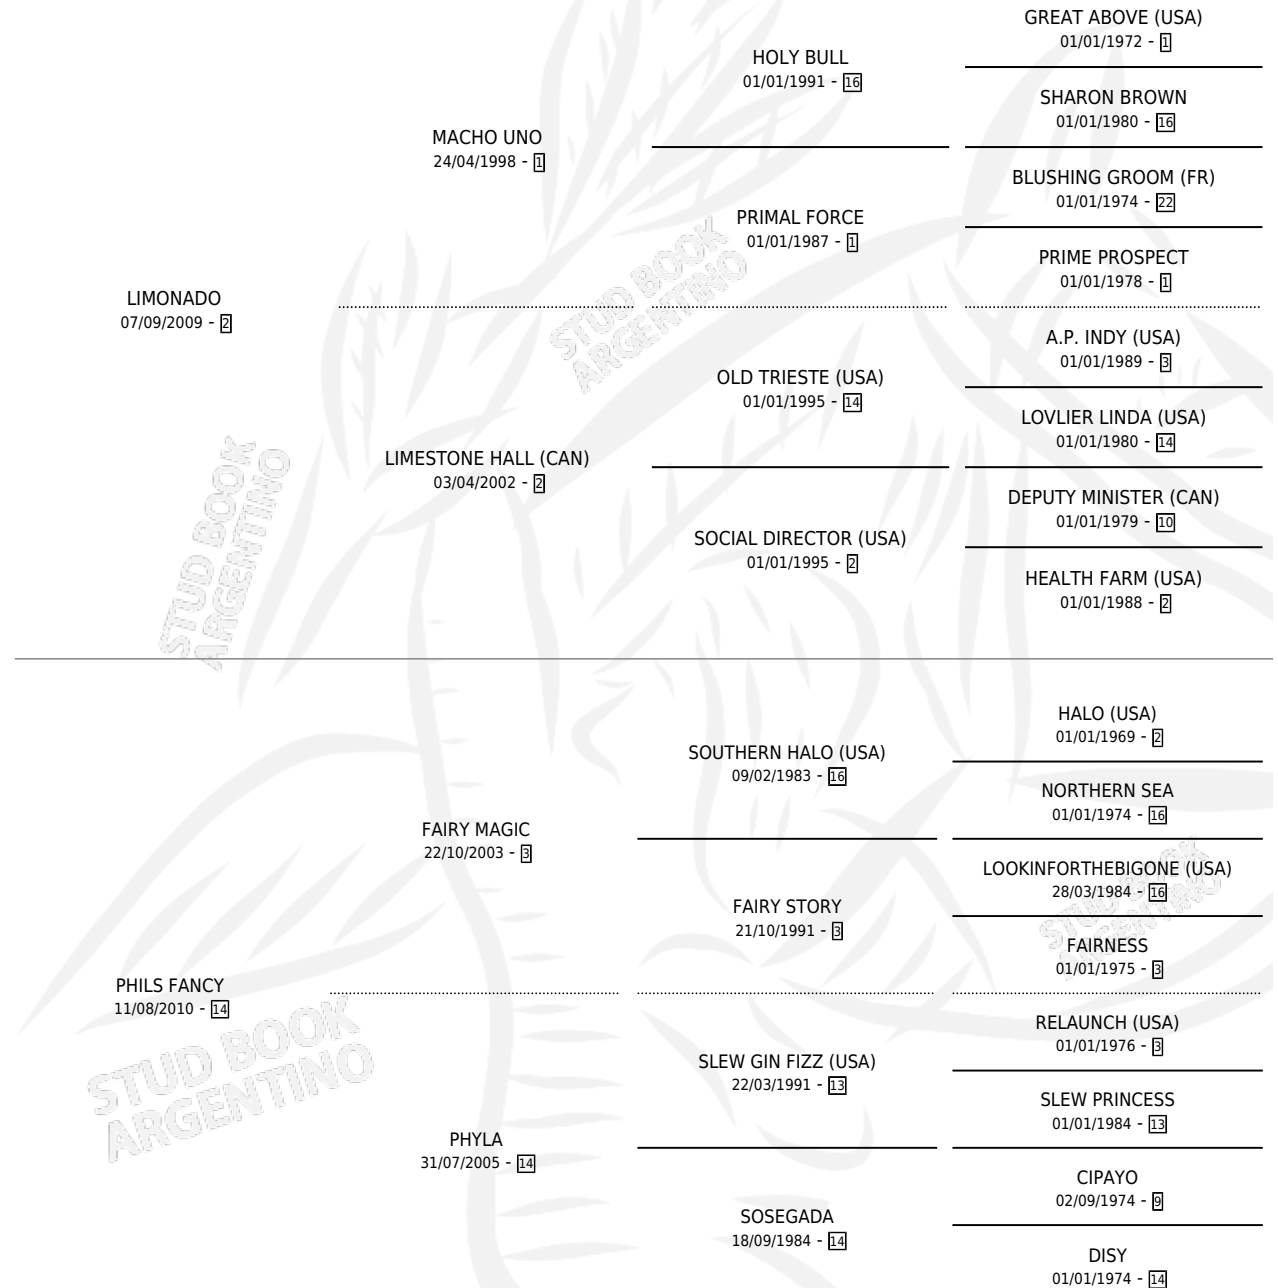 GREAT ABOVE (USA)
01/01/1972 - 1
HOLY BULL
01/01/1991 - 16
SHARON BROWN
01/01/1980 - 16
MACHO UNO
24/04/1998 - 1
BLUSHING GROOM (FR)
01/01/1974 - 22
PRIMAL FORCE
01/01/1987 - 1
PRIME PROSPECT
01/01/1978 - 1
LIMONADO
07/09/2009 - 2
A.P. INDY (USA)
01/01/1989 - 3
OLD TRIESTE (USA)
01/01/1995 - 14
LOVLIER LINDA (USA)
01/01/1980 - 14
LIMESTONE HALL (CAN)
03/04/2002 - 2
DEPUTY MINISTER (CAN)
01/01/1979 - 10
SOCIAL DIRECTOR (USA)
01/01/1995 - 2
HEALTH FARM (USA)
01/01/1988 - 2
HALO (USA)
01/01/1969 - 2
SOUTHERN HALO (USA)
09/02/1983 - 16
NORTHERN SEA
01/01/1974 - 16
FAIRY MAGIC
22/10/2003 - 3
LOOKINFORTHEBIGONE (USA)
28/03/1984 - 16
FAIRY STORY
21/10/1991 - 3
FAIRNESS
01/01/1975 - 3
PHILS FANCY
11/08/2010 - 14
RELAUNCH (USA)
01/01/1976 - 3
SLEW GIN FIZZ (USA)
22/03/1991 - 13
SLEW PRINCESS
01/01/1984 - 13
PHYLA
31/07/2005 - 14
CIPAYO
02/09/1974 - 9
SOSEGADA
18/09/1984 - 14
DISY
01/01/1974 - 14
STUD BOOK
ARGENTINO
STUD BOOK
ARGENTINO
STUD BOOK
ARGENTINO
STUD BOOK
ARGENTINO